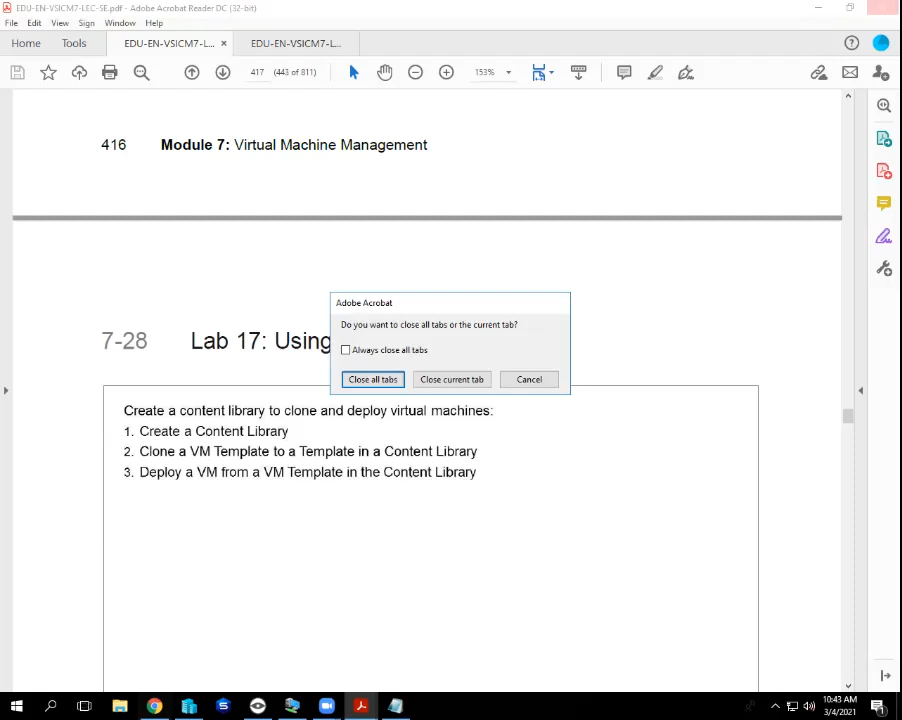 EDU-EN-VSICM7-LEC-SE.pdf - Adobe Acrobat Reader DC (32-bit)
File Edit View Sign Window Help
Home Tools EDU-EN-VSICM7-L... × EDU-EN-VSICM7-L...
417 (443 of 811) 153%
416 Module 7: Virtual Machine Management
Adobe Acrobat
Do you want to close all tabs or the current tab?
Always close all tabs
Close all tabs Close current tab Cancel
7-28 Lab 17: Using
Create a content library to clone and deploy virtual machines:
1. Create a Content Library
2. Clone a VM Template to a Template in a Content Library
3. Deploy a VM from a VM Template in the Content Library
10:43 AM
3/4/2021
1